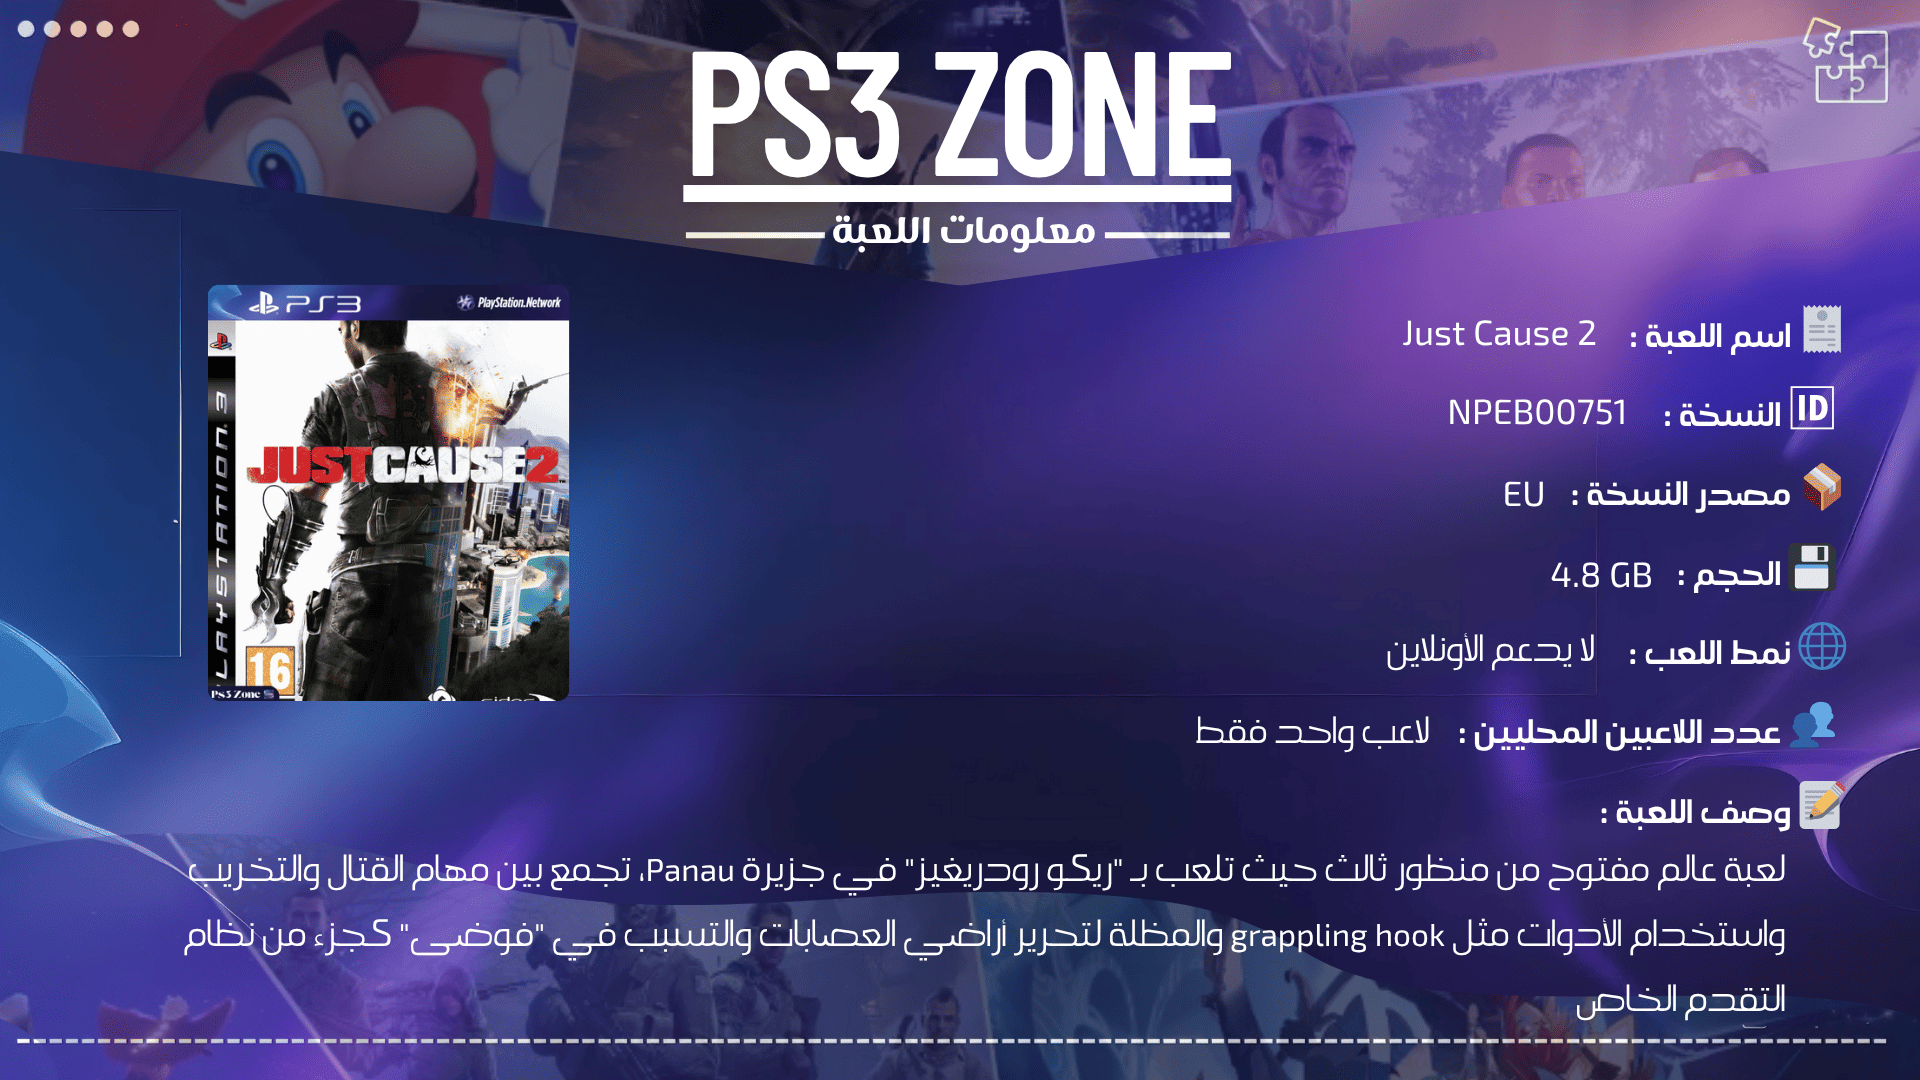 PS3 ZONE
معلومات اللعبة
PS3 PlayStation.Network
PLAYSTATION 3
JUST CAUSE 2
16
Ps3 Zone
eidos
اسم اللعبة : Just Cause 2
ID النسخة : NPEB00751
مصدر النسخة : EU
الحجم : 4.8 GB
نمط اللعب : لا يدعم الأونلاين
عدد اللاعبين المحليين : لاعب واحد فقط
وصف اللعبة :
لعبة عالم مفتوح من منظور ثالث حيث تلعب بـ "ريكو رودريغيز" في جزيرة Panau، تجمع بين مهام القتال والتخريب
واستخدام الأدوات مثل grappling hook والمظلة لتحرير أراضي العصابات والتسبب في "فوضى" كجزء من نظام
التقدم الخاص